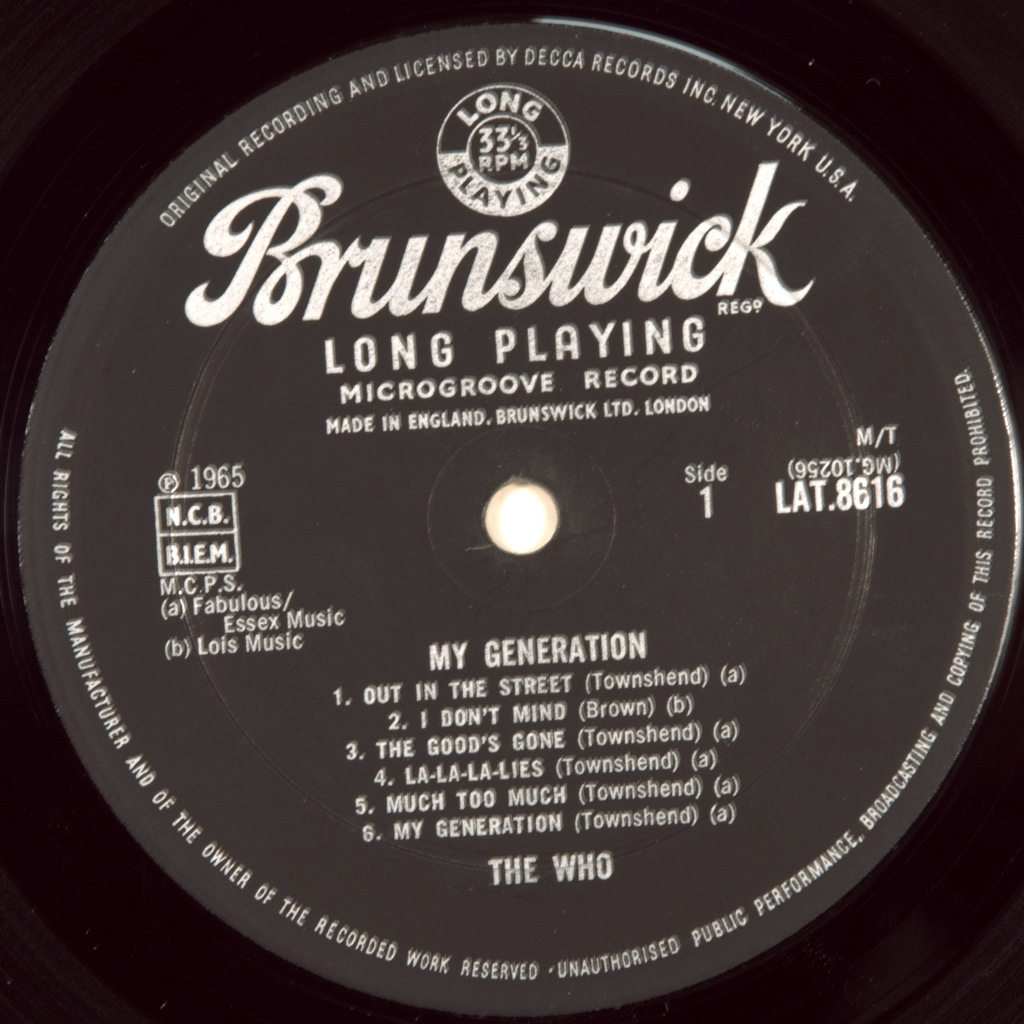 ORIGINAL RECORDING AND LICENSED BY DECCA RECORDS INC. NEW YORK U.S.A.
LONG
33⅓
RPM
PLAYING
Brunswick
REGD
LONG PLAYING
MICROGROOVE RECORD
MADE IN ENGLAND. BRUNSWICK LTD. LONDON
℗ 1965
N.C.B.
B.I.E.M.
M.C.P.S.
(a) Fabulous/
Essex Music
(b) Lois Music
Side
1
M/T
(MG.10256)
LAT.8616
MY GENERATION
1. OUT IN THE STREET (Townshend) (a)
2. I DON'T MIND (Brown) (b)
3. THE GOOD'S GONE (Townshend) (a)
4. LA-LA-LA-LIES (Townshend) (a)
5. MUCH TOO MUCH (Townshend) (a)
6. MY GENERATION (Townshend) (a)
THE WHO
ALL RIGHTS OF THE MANUFACTURER AND OF THE OWNER OF THE RECORDED WORK RESERVED · UNAUTHORISED PUBLIC PERFORMANCE, BROADCASTING AND COPYING OF THIS RECORD PROHIBITED.